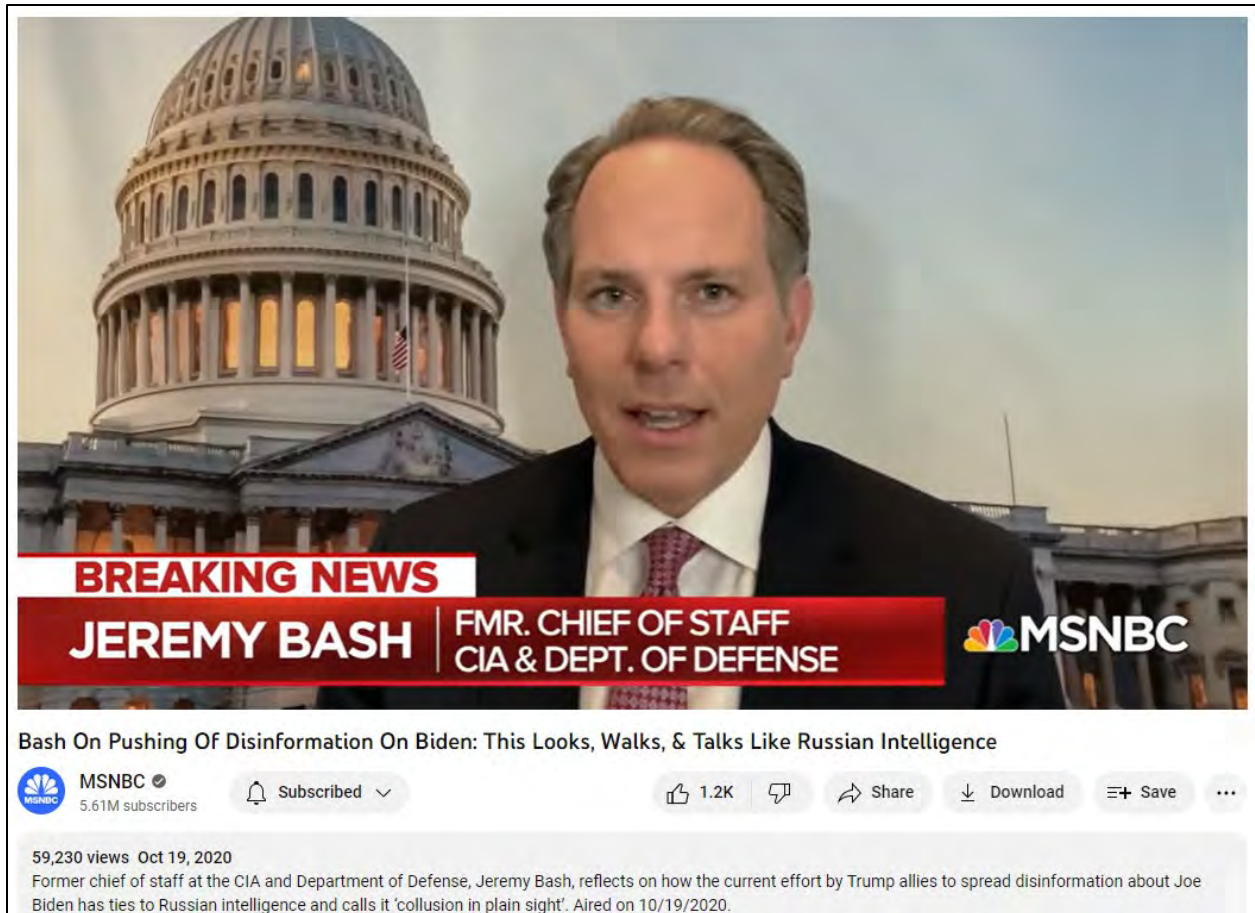 BREAKING NEWS
JEREMY BASH
FMR. CHIEF OF STAFF
CIA & DEPT. OF DEFENSE
MSNBC
Bash On Pushing Of Disinformation On Biden: This Looks, Walks, & Talks Like Russian Intelligence
MSNBC
MSNBC
5.61M subscribers
Subscribed
1.2K
Share
Download
Save
59,230 views Oct 19, 2020
Former chief of staff at the CIA and Department of Defense, Jeremy Bash, reflects on how the current effort by Trump allies to spread disinformation about Joe
Biden has ties to Russian intelligence and calls it 'collusion in plain sight'. Aired on 10/19/2020.